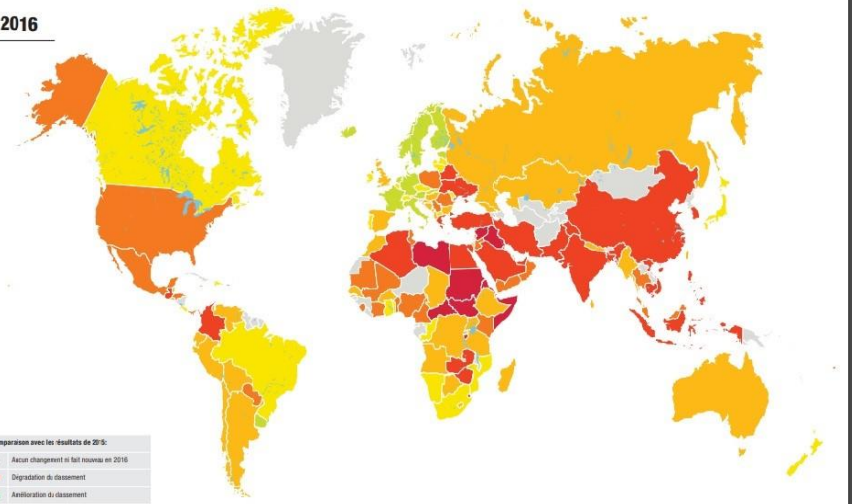 2016
mparaison avec les résultats de 2015:
Aucun changement ni fait nouveau en 2016
Dégradation du classement
Amélioration du classement